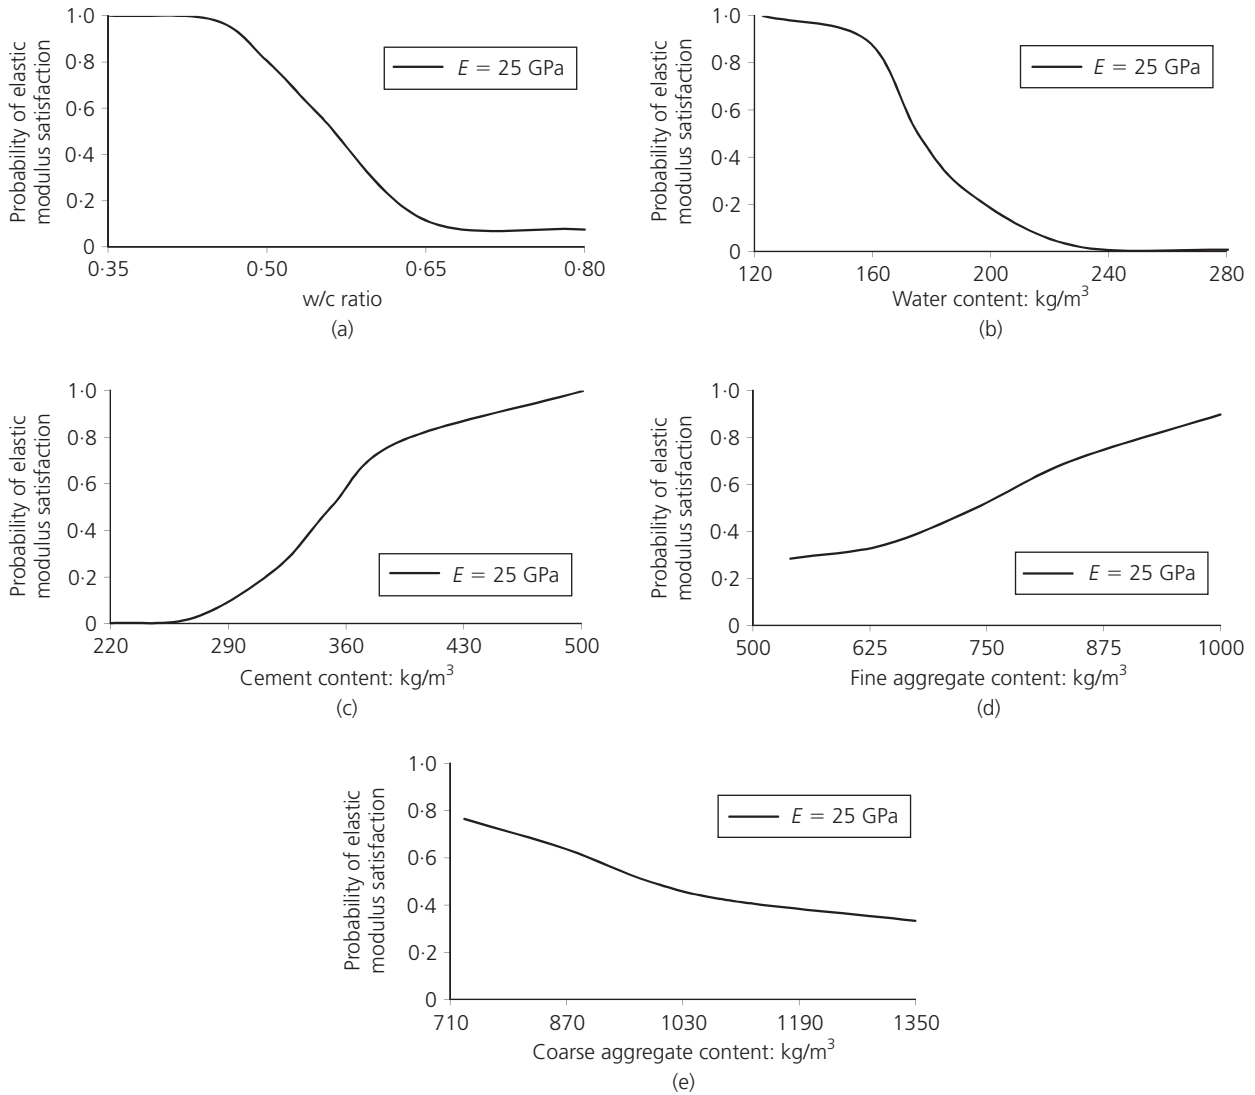 Probability of elastic
modulus satisfaction
1·0
0·8
0·6
0·4
0·2
0
E = 25 GPa
0·35
0·50
0·65
0·80
w/c ratio
(a)
Probability of elastic
modulus satisfaction
1·0
0·8
0·6
0·4
0·2
0
E = 25 GPa
120
160
200
240
280
Water content: kg/m³
(b)
Probability of elastic
modulus satisfaction
1·0
0·8
0·6
0·4
0·2
0
E = 25 GPa
220
290
360
430
500
Cement content: kg/m³
(c)
Probability of elastic
modulus satisfaction
1·0
0·8
0·6
0·4
0·2
0
E = 25 GPa
500
625
750
875
1000
Fine aggregate content: kg/m³
(d)
Probability of elastic
modulus satisfaction
1·0
0·8
0·6
0·4
0·2
0
E = 25 GPa
710
870
1030
1190
1350
Coarse aggregate content: kg/m³
(e)